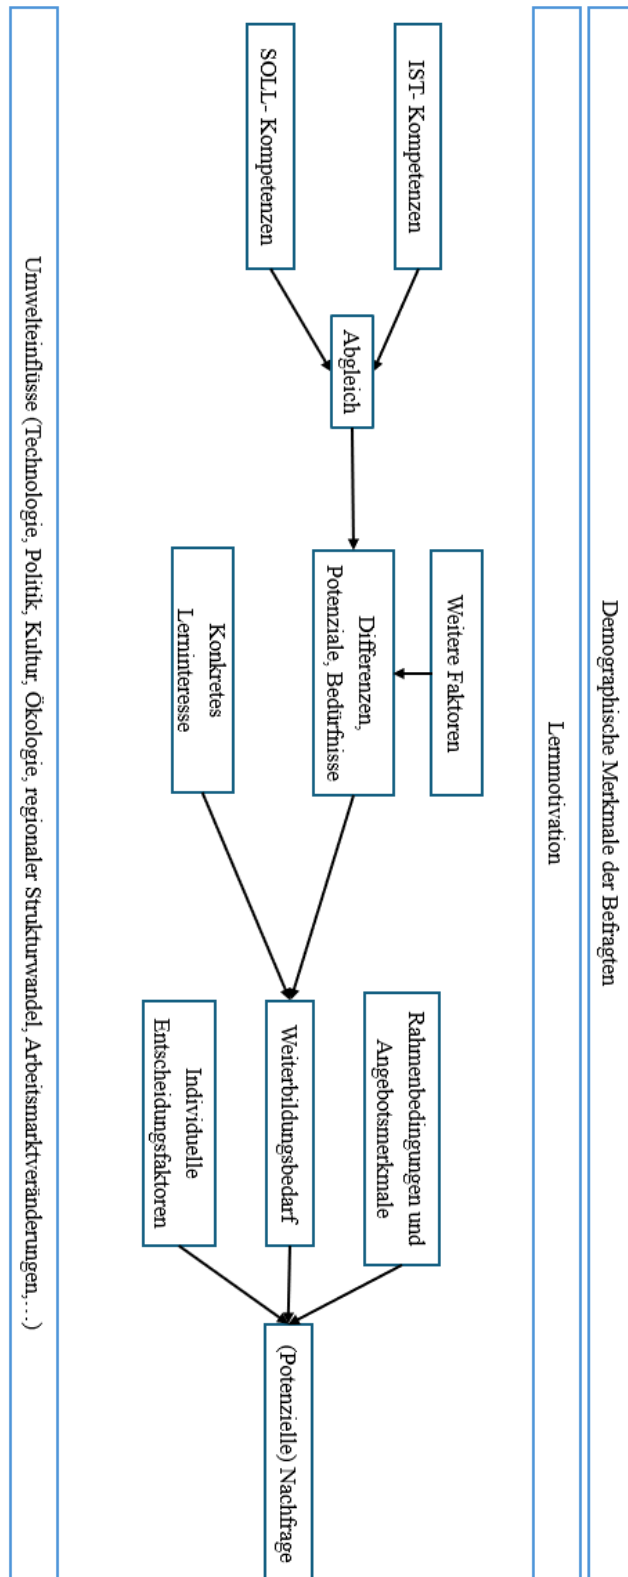 Demographische Merkmale der Befragten
Lernmotivation
IST- Kompetenzen
SOLL- Kompetenzen
Abgleich
Weitere Faktoren
Differenzen,
Potenziale, Bedürfnisse
Konkretes
Lerninteresse
Rahmenbedingungen und
Angebotsmerkmale
Weiterbildungsbedarf
Individuelle
Entscheidungsfaktoren
(Potenzielle) Nachfrage
Umwelteinflüsse (Technologie, Politik, Kultur, Ökologie, regionaler Strukturwandel, Arbeitsmarktveränderungen,…)